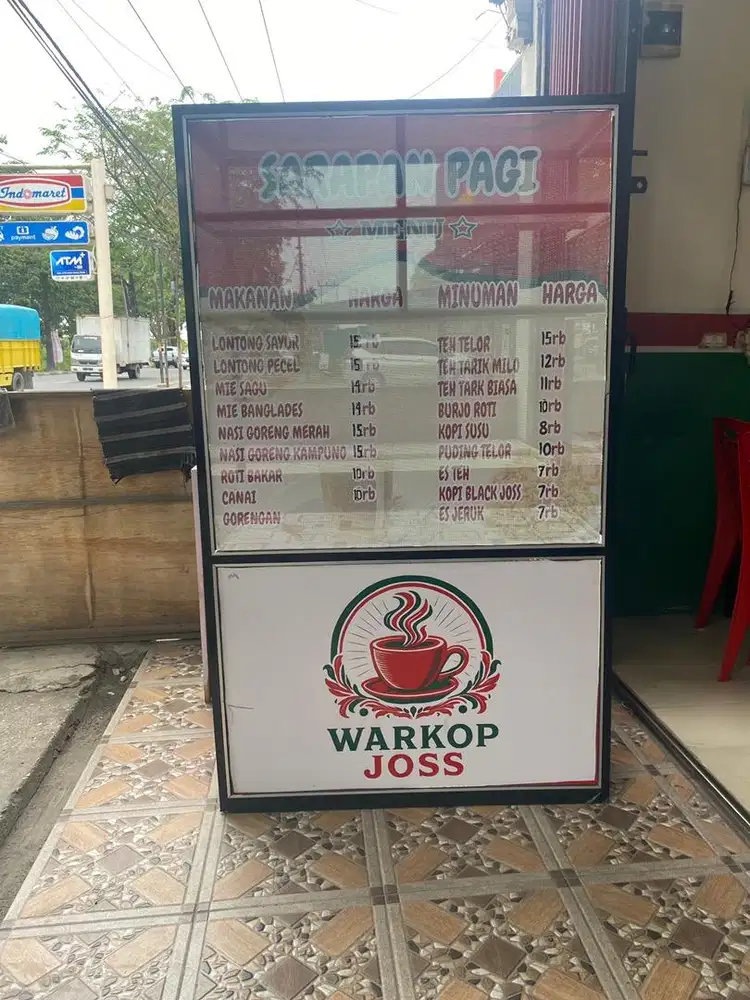 Indomaret
payment
ATM
SARAPAN PAGI
MENU
MAKANAN HARGA MINUMAN HARGA
LONTONG SAYUR 15rb TEH TELOR 15rb
LONTONG PECEL 15rb TEH TARIK MILO 12rb
MIE SAGU 14rb TEH TARK BIASA 11rb
MIE BANGLADES 14rb BURJO ROTI 10rb
NASI GORENG MERAH 15rb KOPI SUSU 8rb
NASI GORENG KAMPUNG 15rb PUDING TELOR 10rb
ROTI BAKAR 10rb ES TEH 7rb
CANAI 10rb KOPI BLACK JOSS 7rb
GORENGAN ES JERUK 7rb
WARKOP
JOSS